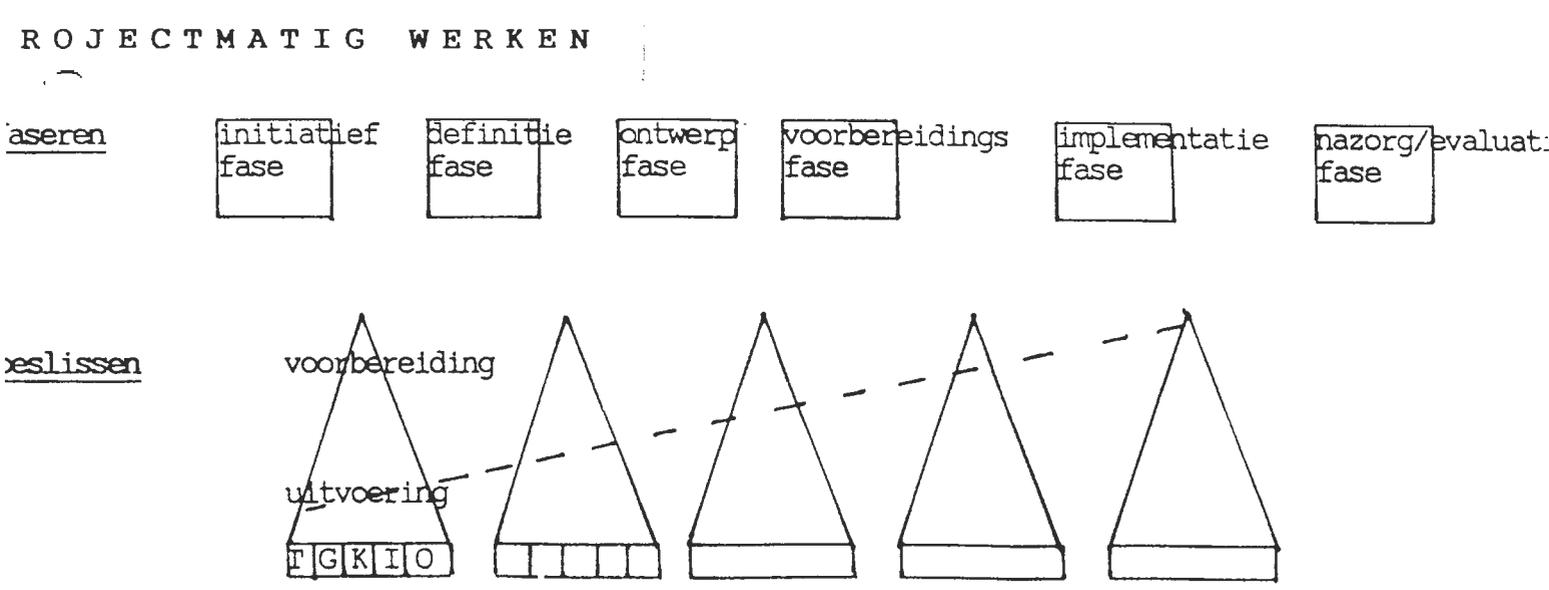 ROJECTMATIG WERKEN
aseren
initiatief definitie ontwerp voorbereidings implementatie nazorg/evaluati
fase fase fase fase fase fase
eslissen
voorbereiding
uitvoering
T G K I O